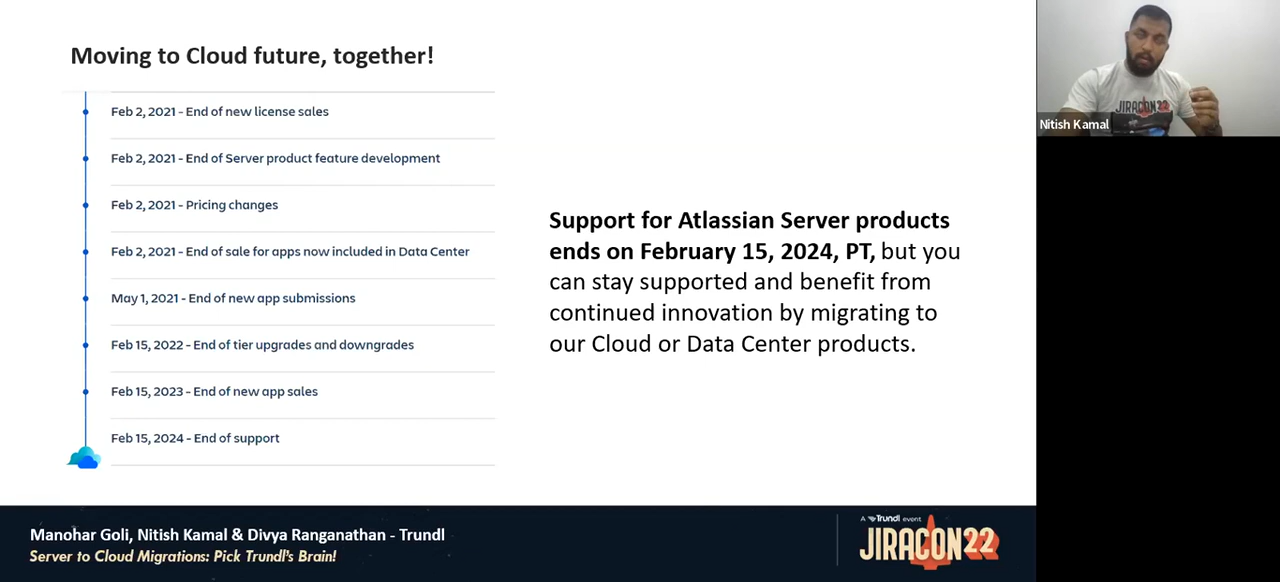 Moving to Cloud future, together!
Feb 2, 2021 - End of new license sales
Feb 2, 2021 - End of Server product feature development
Feb 2, 2021 - Pricing changes
Feb 2, 2021 - End of sale for apps now included in Data Center
May 1, 2021 - End of new app submissions
Feb 15, 2022 - End of tier upgrades and downgrades
Feb 15, 2023 - End of new app sales
Feb 15, 2024 - End of support
Support for Atlassian Server products
ends on February 15, 2024, PT, but you
can stay supported and benefit from
continued innovation by migrating to
our Cloud or Data Center products.
JIRACON22
Nitish Kamal
Manohar Goli, Nitish Kamal & Divya Ranganathan - Trundl
Server to Cloud Migrations: Pick Trundl's Brain!
A Trundl event
JIRACON22